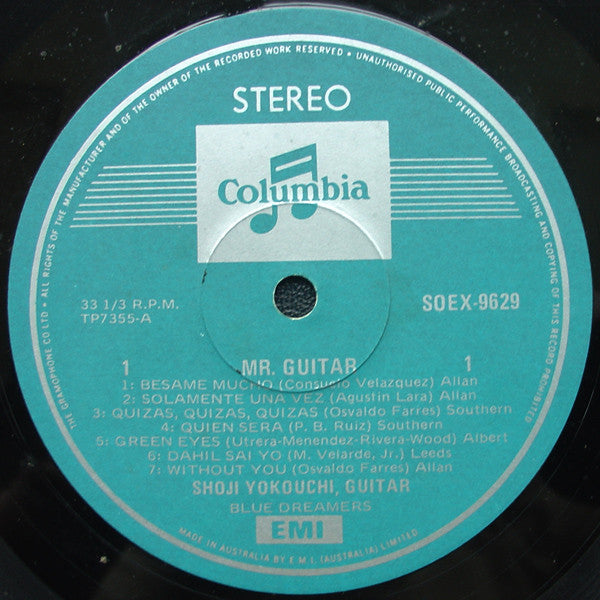 THE GRAMOPHONE CO LTD • ALL RIGHTS OF THE MANUFACTURER AND OF THE OWNER OF THE RECORDED WORK RESERVED • UNAUTHORISED PUBLIC PERFORMANCE BROADCASTING AND COPYING OF THIS RECORD PROHIBITED
STEREO
Columbia
33 1/3 R.P.M.
SOEX-9629
TP7355-A
1 MR. GUITAR 1
1: BESAME MUCHO (Consuelo Velazquez) Allan
2: SOLAMENTE UNA VEZ (Agustin Lara) Allan
3: QUIZAS, QUIZAS, QUIZAS (Osvaldo Farres) Southern
4: QUIEN SERA (P. B. Ruiz) Southern
5: GREEN EYES (Utrera-Menendez-Rivera-Wood) Albert
6: DAHIL SAI YO (M. Velarde, Jr.) Leeds
7: WITHOUT YOU (Osvaldo Farres) Allan
SHOJI YOKOUCHI, GUITAR
BLUE DREAMERS
EMI
MADE IN AUSTRALIA BY E M I. (AUSTRALIA) LIMITED